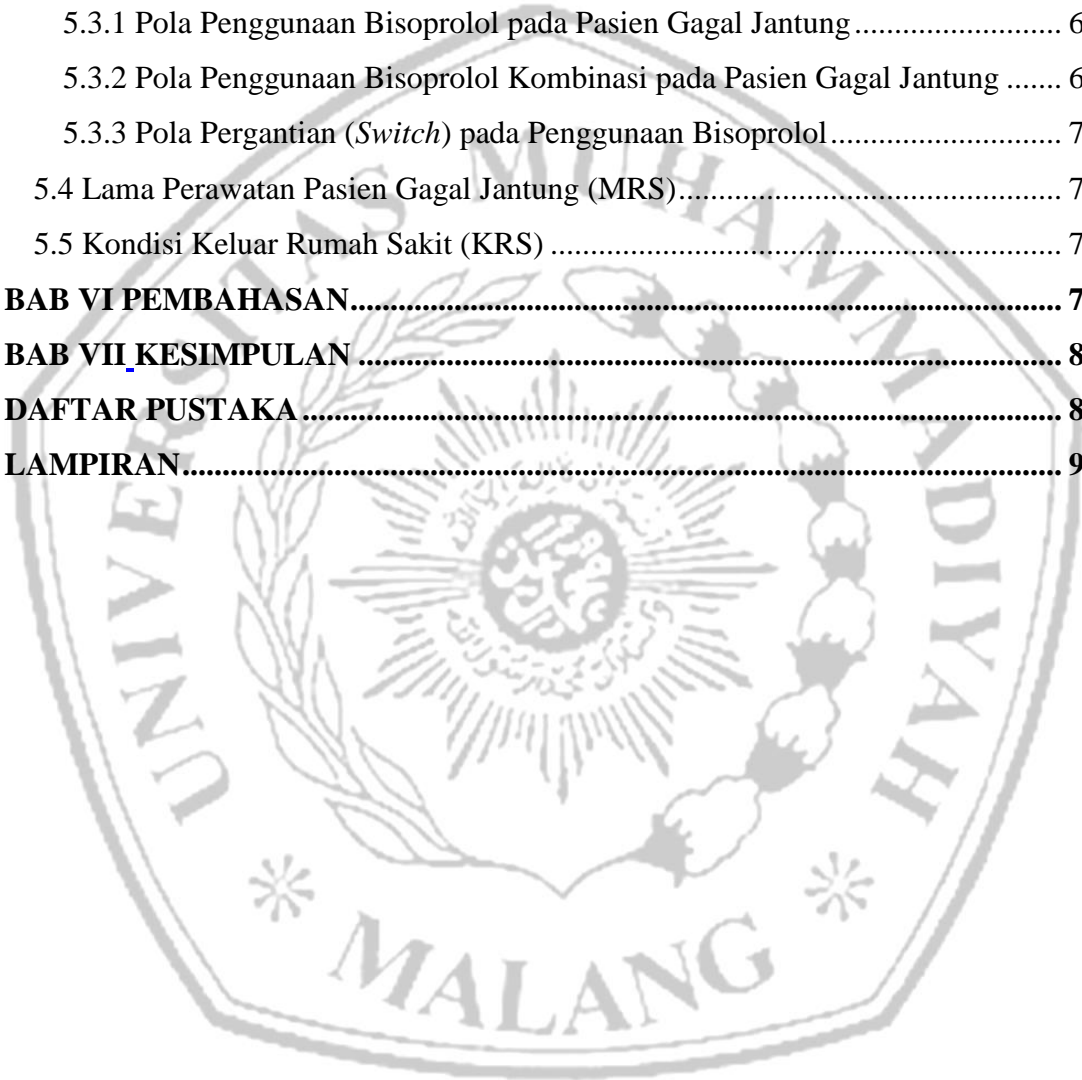 5.3.1 Pola Penggunaan Bisoprolol pada Pasien Gagal Jantung.......................... 6
5.3.2 Pola Penggunaan Bisoprolol Kombinasi pada Pasien Gagal Jantung ....... 6
5.3.3 Pola Pergantian (Switch) pada Penggunaan Bisoprolol............................. 7
5.4 Lama Perawatan Pasien Gagal Jantung (MRS)................................................ 7
5.5 Kondisi Keluar Rumah Sakit (KRS) ................................................................ 7
BAB VI PEMBAHASAN......................................................................................... 7
BAB VII KESIMPULAN ........................................................................................ 8
DAFTAR PUSTAKA ............................................................................................... 8
LAMPIRAN.............................................................................................................. 9
UNIVERSITAS MUHAMMADIYAH
MALANG